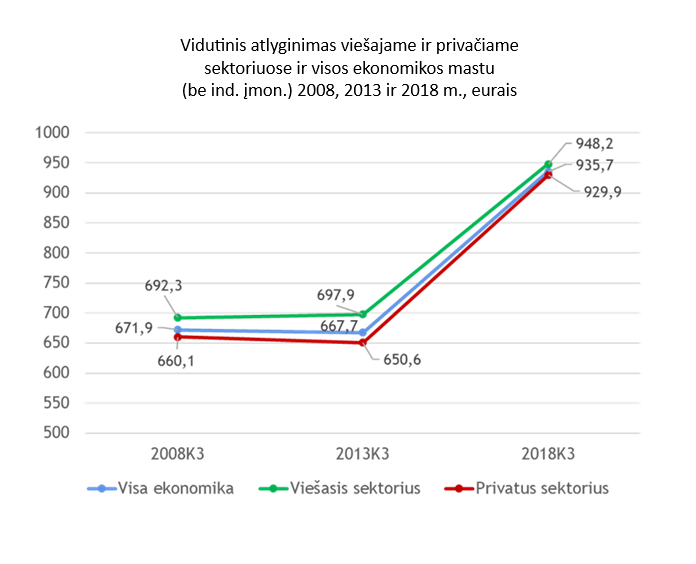 Vidutinis atlyginimas viešajame ir privačiame
sektoriuose ir visos ekonomikos mastu
(be ind. įmon.) 2008, 2013 ir 2018 m., eurais
1000
950
900
850
800
750
700
650
600
550
500
692,3
671,9
660,1
697,9
667,7
650,6
948,2
935,7
929,9
2008K3
2013K3
2018K3
Visa ekonomika
Viešasis sektorius
Privatus sektorius